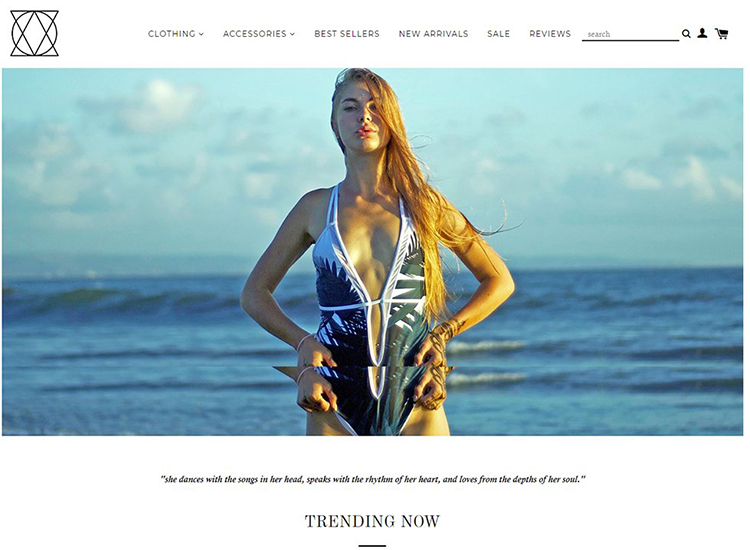 CLOTHING ACCESSORIES BEST SELLERS NEW ARRIVALS SALE REVIEWS search
"she dances with the songs in her head, speaks with the rhythm of her heart, and loves from the depths of her soul."
TRENDING NOW